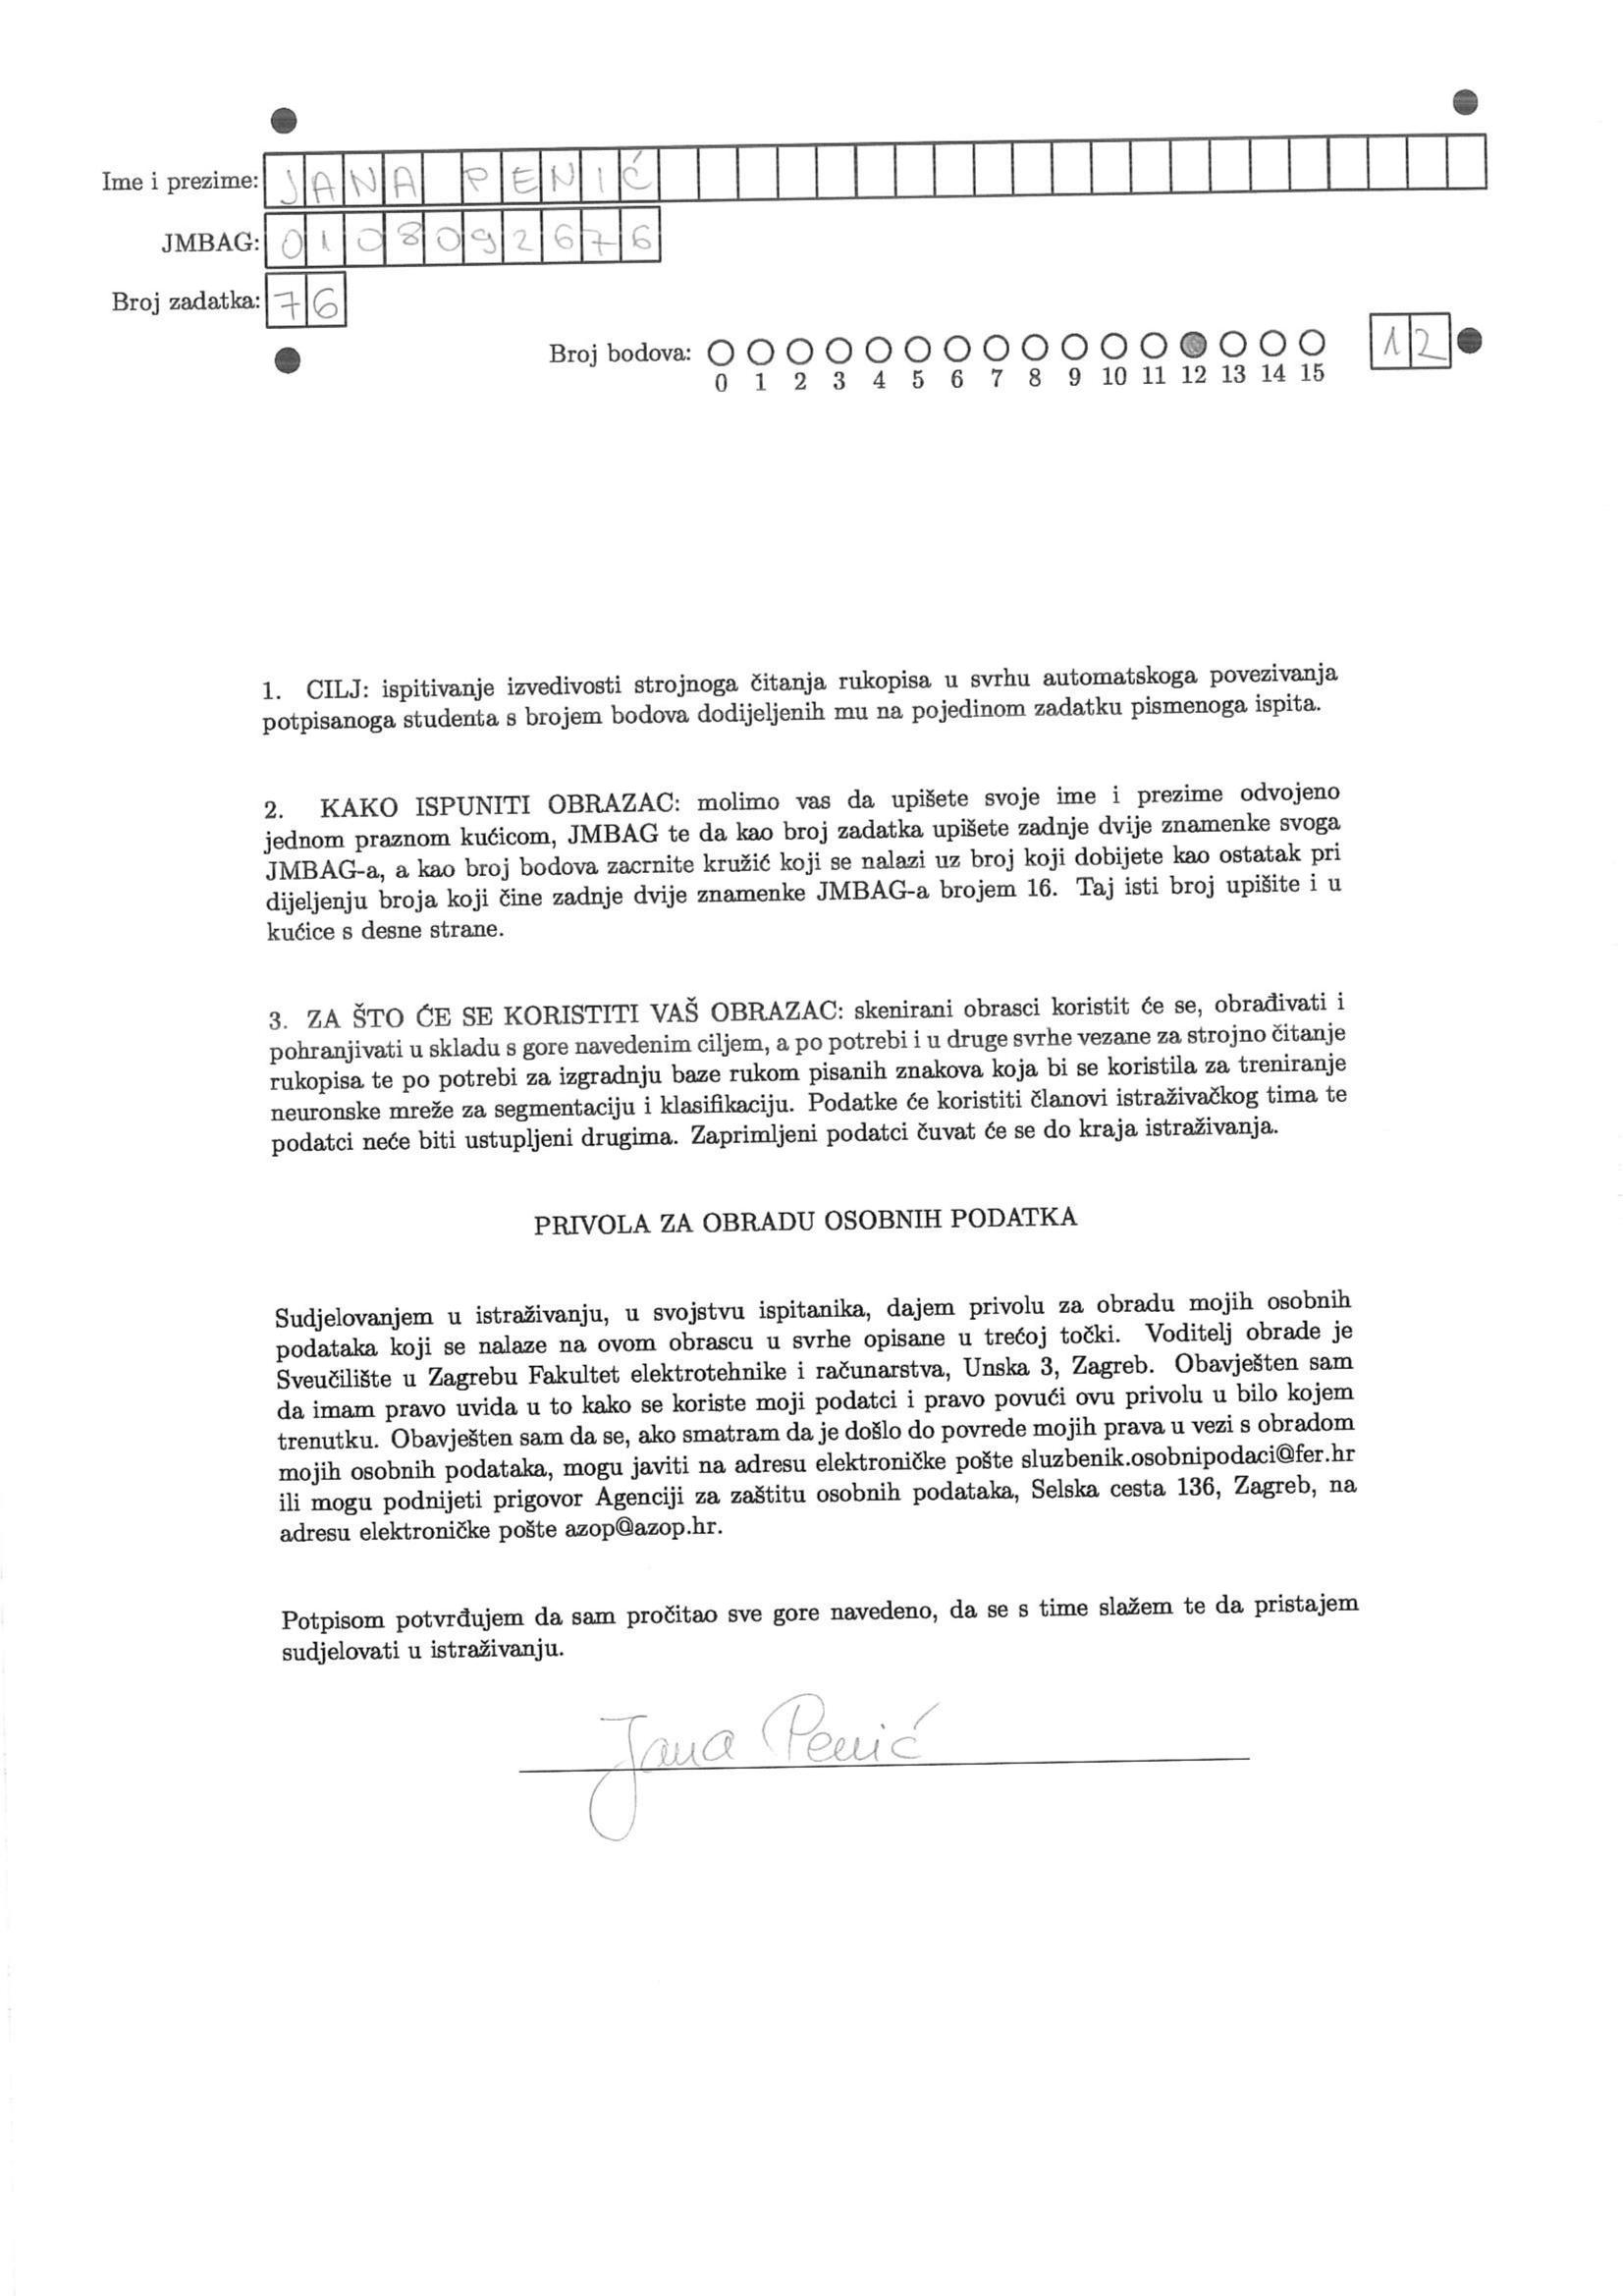 Ime i prezime: JANA PENIĆ
JMBAG: 0108092676
Broj zadatka: 76
Broj bodova: 12
0 1 2 3 4 5 6 7 8 9 10 11 12 13 14 15
1. CILJ: ispitivanje izvedivosti strojnoga čitanja rukopisa u svrhu automatskoga povezivanja
potpisanoga studenta s brojem bodova dodijeljenih mu na pojedinom zadatku pismenoga ispita.
2. KAKO ISPUNITI OBRAZAC: molimo vas da upišete svoje ime i prezime odvojeno
jednom praznom kućicom, JMBAG te da kao broj zadatka upišete zadnje dvije znamenke svoga
JMBAG-a, a kao broj bodova zacrnite kružić koji se nalazi uz broj koji dobijete kao ostatak pri
dijeljenju broja koji čine zadnje dvije znamenke JMBAG-a brojem 16. Taj isti broj upišite i u
kućice s desne strane.
3. ZA ŠTO ĆE SE KORISTITI VAŠ OBRAZAC: skenirani obrasci koristit će se, obrađivati i
pohranjivati u skladu s gore navedenim ciljem, a po potrebi i u druge svrhe vezane za strojno čitanje
rukopisa te po potrebi za izgradnju baze rukom pisanih znakova koja bi se koristila za treniranje
neuronske mreže za segmentaciju i klasifikaciju. Podatke će koristiti članovi istraživačkog tima te
podatci neće biti ustupljeni drugima. Zaprimljeni podatci čuvat će se do kraja istraživanja.
PRIVOLA ZA OBRADU OSOBNIH PODATKA
Sudjelovanjem u istraživanju, u svojstvu ispitanika, dajem privolu za obradu mojih osobnih
podataka koji se nalaze na ovom obrascu u svrhe opisane u trećoj točki. Voditelj obrade je
Sveučilište u Zagrebu Fakultet elektrotehnike i računarstva, Unska 3, Zagreb. Obavješten sam
da imam pravo uvida u to kako se koriste moji podatci i pravo povući ovu privolu u bilo kojem
trenutku. Obavješten sam da se, ako smatram da je došlo do povrede mojih prava u vezi s obradom
mojih osobnih podataka, mogu javiti na adresu elektroničke pošte sluzbenik.osobnipodaci@fer.hr
ili mogu podnijeti prigovor Agenciji za zaštitu osobnih podataka, Selska cesta 136, Zagreb, na
adresu elektroničke pošte azop@azop.hr.
Potpisom potvrđujem da sam pročitao sve gore navedeno, da se s time slažem te da pristajem
sudjelovati u istraživanju.
Jana Penić